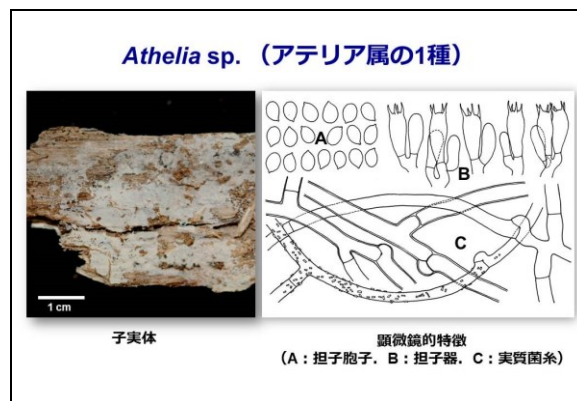 Athelia sp. （アテリア属の1種）
A
B
C
1 cm
子実体
顕微鏡的特徴
（A：担子胞子．B：担子器．C：実質菌糸）